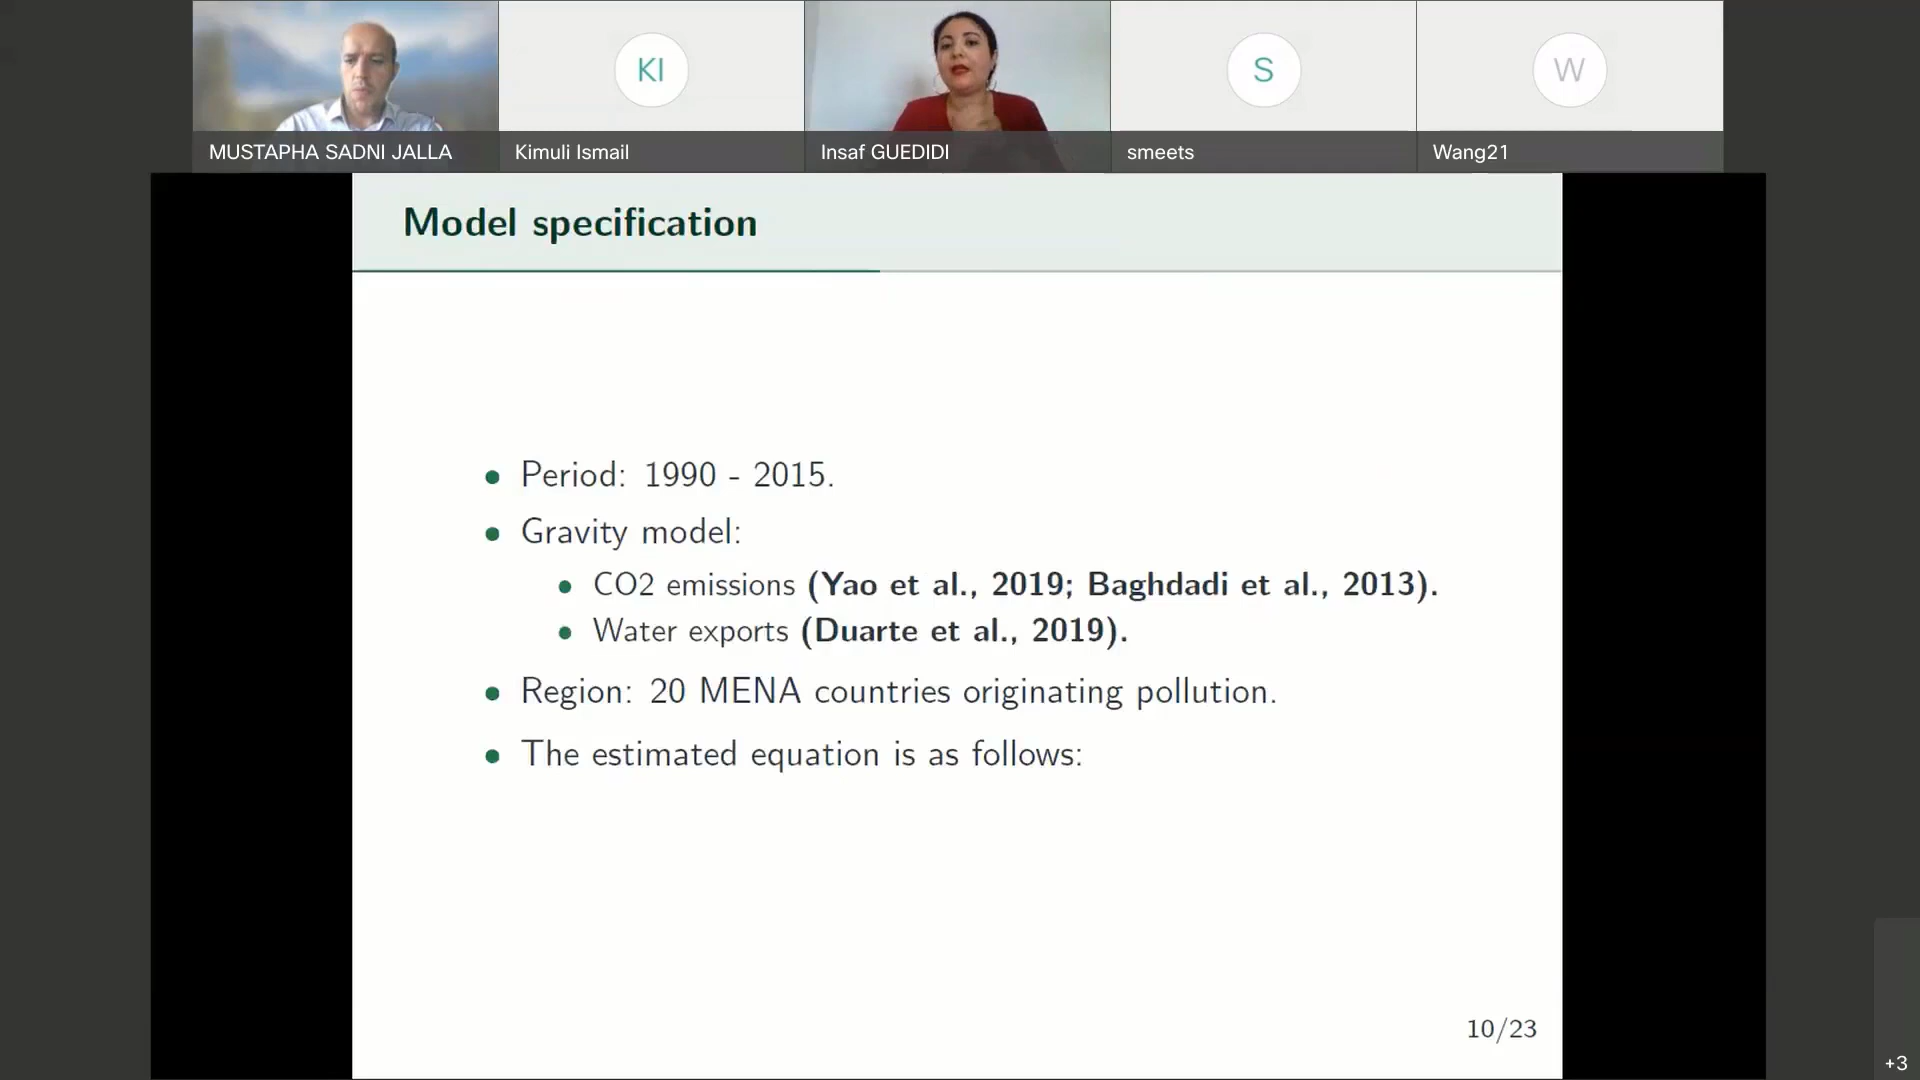 KI
S
W
MUSTAPHA SADNI JALLA
Kimuli Ismail
Insaf GUEDIDI
smeets
Wang21
Model specification
Period: 1990 - 2015.
Gravity model:
CO2 emissions (Yao et al., 2019; Baghdadi et al., 2013).
Water exports (Duarte et al., 2019).
Region: 20 MENA countries originating pollution.
The estimated equation is as follows:
10/23
+3